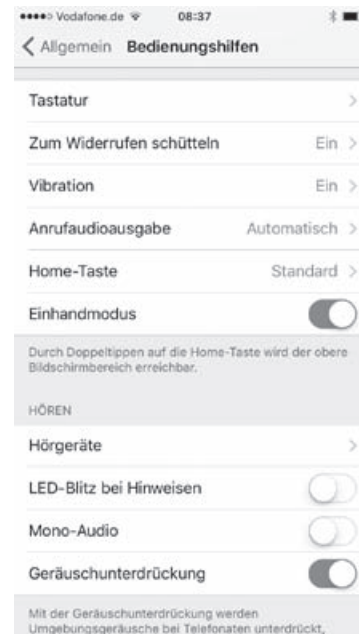 Vodafone.de 08:37
Allgemein Bedienungshilfen
Tastatur
Zum Widerrufen schütteln Ein
Vibration Ein
Anrufaudioausgabe Automatisch
Home-Taste Standard
Einhandmodus
Durch Doppeltippen auf die Home-Taste wird der obere
Bildschirmbereich erreichbar.
HÖREN
Hörgeräte
LED-Blitz bei Hinweisen
Mono-Audio
Geräuschunterdrückung
Mit der Geräuschunterdrückung werden
Umgebungsgeräusche bei Telefonaten unterdrückt,